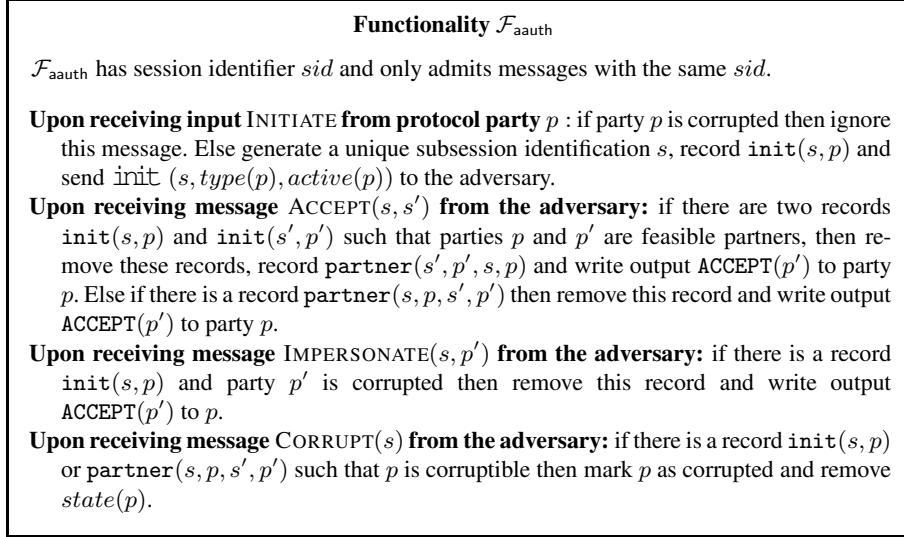 Functionality F_aauth
F_aauth has session identifier sid and only admits messages with the same sid.
Upon receiving input INITIATE from protocol party p : if party p is corrupted then ignore
this message. Else generate a unique subsession identification s, record init(s, p) and
send init (s, type(p), active(p)) to the adversary.
Upon receiving message ACCEPT(s, s′) from the adversary: if there are two records
init(s, p) and init(s′, p′) such that parties p and p′ are feasible partners, then re-
move these records, record partner(s′, p′, s, p) and write output ACCEPT(p′) to party
p. Else if there is a record partner(s, p, s′, p′) then remove this record and write output
ACCEPT(p′) to party p.
Upon receiving message IMPERSONATE(s, p′) from the adversary: if there is a record
init(s, p) and party p′ is corrupted then remove this record and write output
ACCEPT(p′) to p.
Upon receiving message CORRUPT(s) from the adversary: if there is a record init(s, p)
or partner(s, p, s′, p′) such that p is corruptible then mark p as corrupted and remove
state(p).